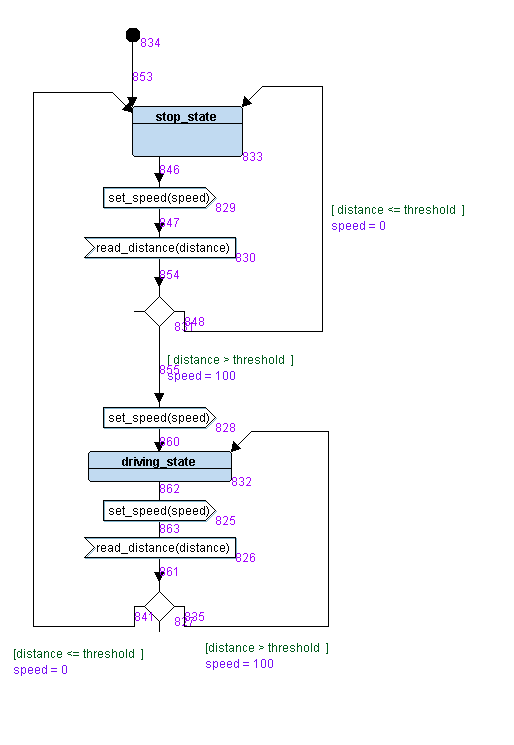 834
853
stop_state
833
846
set_speed(speed)
829
[ distance <= threshold ]
speed = 0
847
read_distance(distance)
830
854
848
[ distance > threshold ]
855
speed = 100
set_speed(speed)
828
860
driving_state
832
862
set_speed(speed)
825
863
read_distance(distance)
826
861
841
835
[distance > threshold ]
speed = 100
[distance <= threshold ]
speed = 0